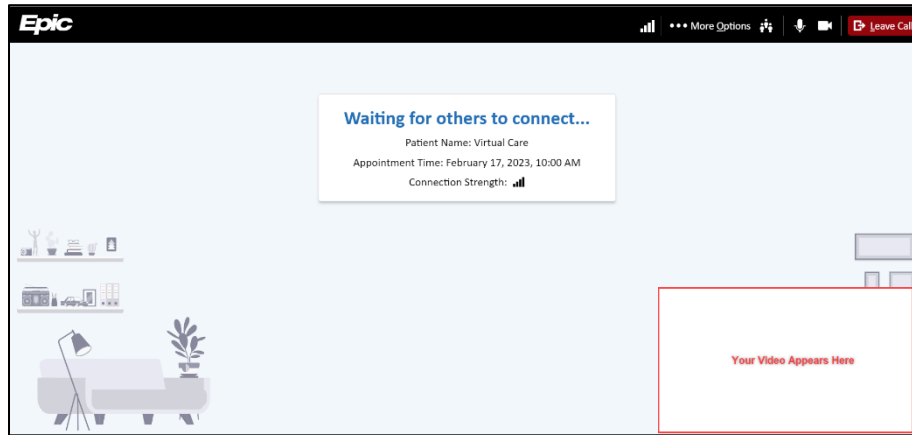 Epic
••• More Options
Leave Call
Waiting for others to connect...
Patient Name: Virtual Care
Appointment Time: February 17, 2023, 10:00 AM
Connection Strength:
Your Video Appears Here